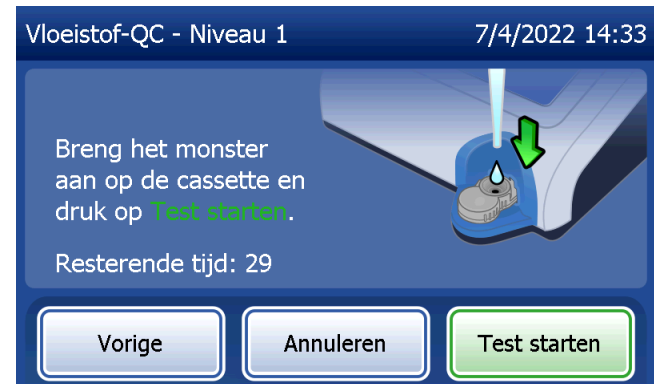 Vloeistof-QC - Niveau 1 7/4/2022 14:33
Breng het monster
aan op de cassette en
druk op Test starten.
Resterende tijd: 29
Vorige Annuleren Test starten